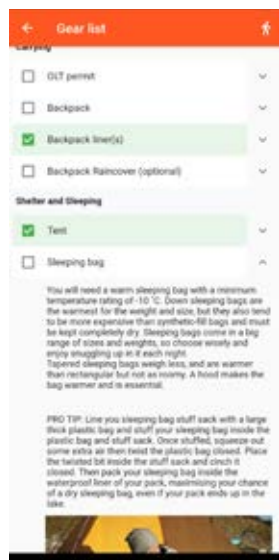 Gear list
Carrying
OLT permit
Backpack
Backpack liner(s)
Backpack Raincover (optional)
Shelter and Sleeping
Tent
Sleeping bag
You will need a warm sleeping bag with a minimum
temperature rating of -10 °C. Down sleeping bags are
the warmest for the weight and size, but they also tend
to be more expensive than synthetic-fill bags and must
be kept completely dry. Sleeping bags come in a big
range of sizes and weights, so choose wisely and
enjoy snuggling up in it each night.
Tapered sleeping bags weigh less, and are warmer
than rectangular but not as roomy. A hood makes the
bag warmer and is essential.
PRO TIP: Line you sleeping bag stuff sack with a large
thick plastic bag and stuff your sleeping bag inside the
plastic bag and stuff sack. Once stuffed, squeeze out
some extra air then twist the plastic bag closed. Place
the twisted bit inside the stuff sack and cinch it
closed. Then pack your sleeping bag inside the
waterproof liner of your pack, maximising your chance
of a dry sleeping bag, even if your pack ends up in the
lake.